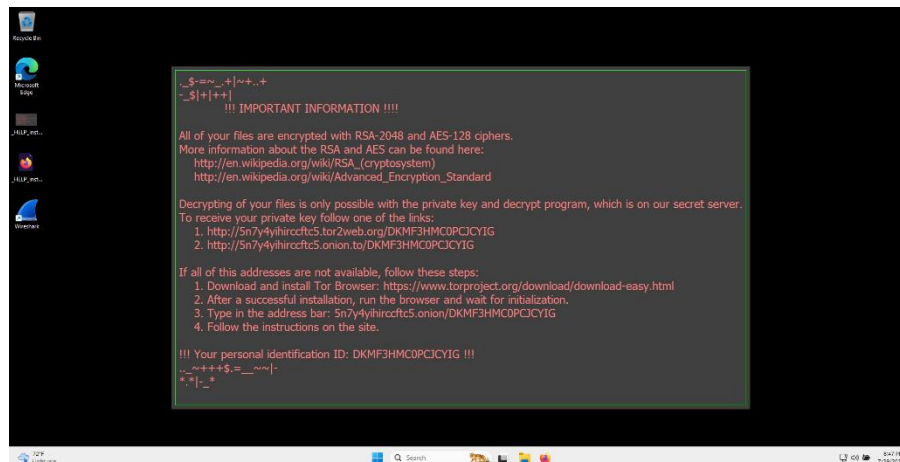 Recycle Bin
Microsoft
Edge
_HELP_inst...
_HELP_inst...
Wireshark
._$-=~_.+|~+..+
-_$|+|++|
!!! IMPORTANT INFORMATION !!!!
All of your files are encrypted with RSA-2048 and AES-128 ciphers.
More information about the RSA and AES can be found here:
http://en.wikipedia.org/wiki/RSA_(cryptosystem)
http://en.wikipedia.org/wiki/Advanced_Encryption_Standard
Decrypting of your files is only possible with the private key and decrypt program, which is on our secret server.
To receive your private key follow one of the links:
1. http://5n7y4yihirccftc5.tor2web.org/DKMF3HMC0PCJCYIG
2. http://5n7y4yihirccftc5.onion.to/DKMF3HMC0PCJCYIG
If all of this addresses are not available, follow these steps:
1. Download and install Tor Browser: https://www.torproject.org/download/download-easy.html
2. After a successful installation, run the browser and wait for initialization.
3. Type in the address bar: 5n7y4yihirccftc5.onion/DKMF3HMC0PCJCYIG
4. Follow the instructions on the site.
!!! Your personal identification ID: DKMF3HMC0PCJCYIG !!!
.._~+++$.=__~~|-
*.*|-_*
72°F
Search
8:47